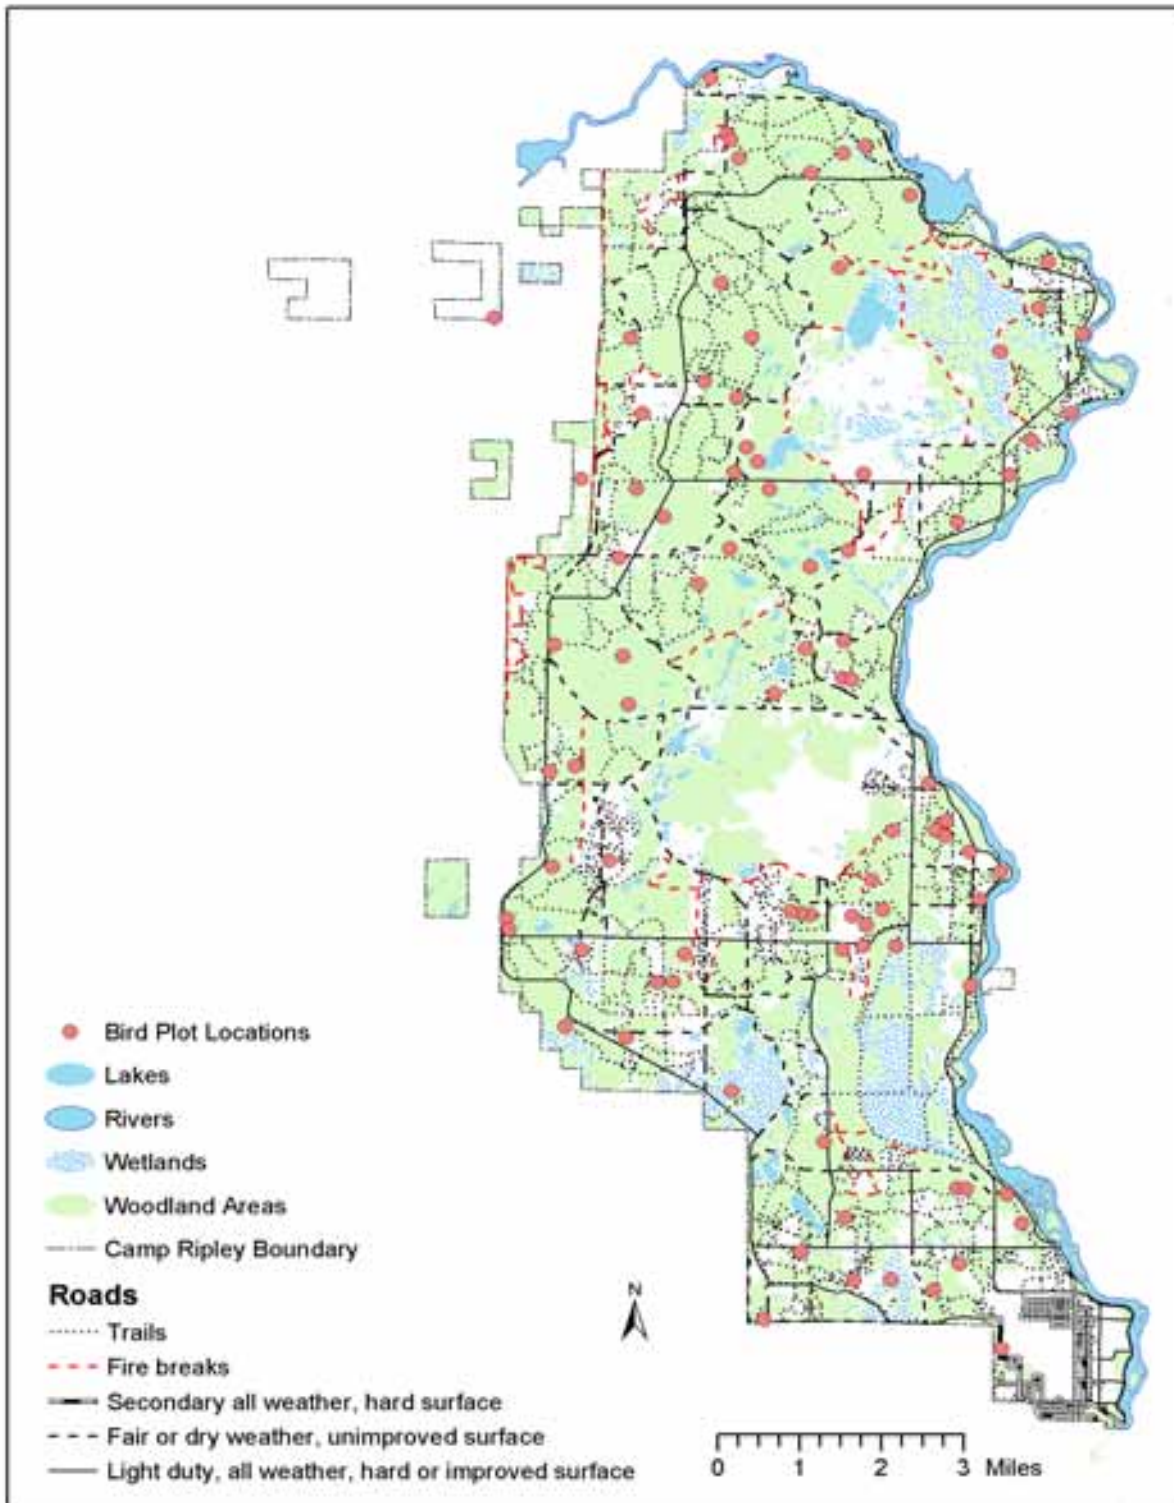 Bird Plot Locations
Lakes
Rivers
Wetlands
Woodland Areas
Camp Ripley Boundary
Roads
Trails
Fire breaks
Secondary all weather, hard surface
Fair or dry weather, unimproved surface
Light duty, all weather, hard or improved surface
N
0 1 2 3 Miles